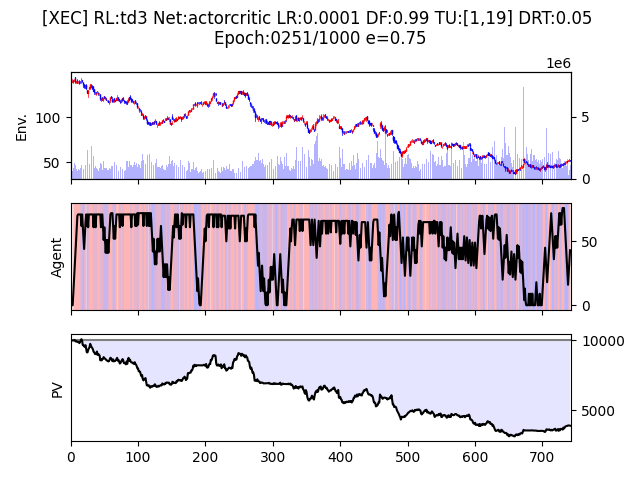 [XEC] RL:td3 Net:actorcritic LR:0.0001 DF:0.99 TU:[1,19] DRT:0.05
Epoch:0251/1000 e=0.75
1e6
Env.
100
50
5
0
Agent
50
0
PV
10000
5000
0 100 200 300 400 500 600 700